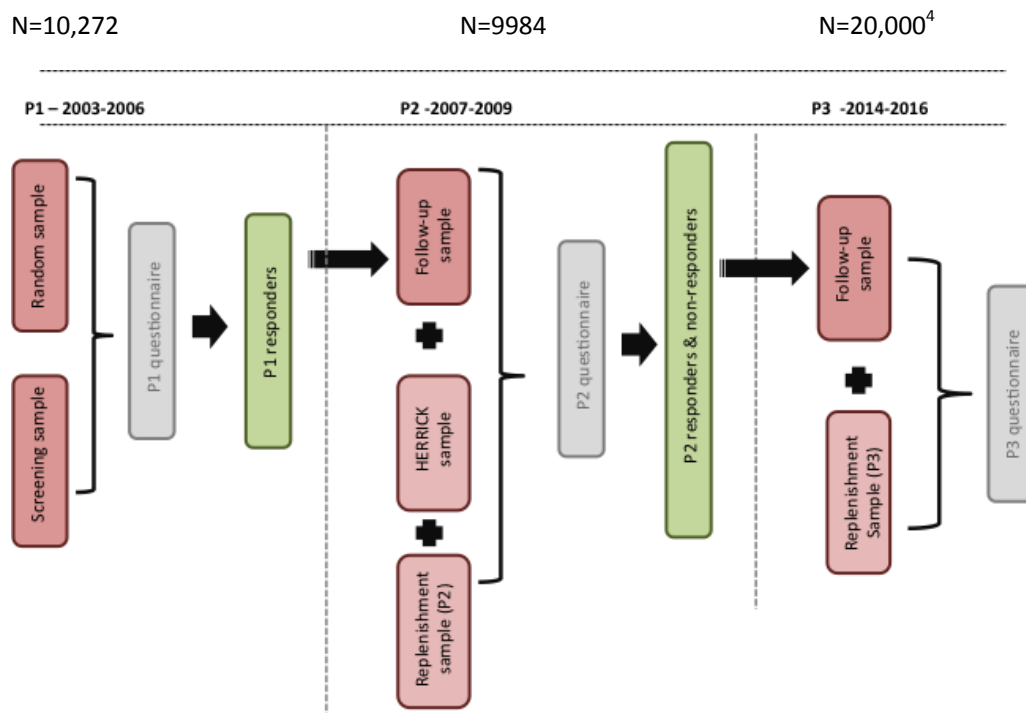 N=10,272
N=9984
N=20,000⁴
P1 – 2003-2006
P2 -2007-2009
P3 -2014-2016
Random sample
Screening sample
P1 questionnaire
P1 responders
Follow-up
sample
HERRICK
sample
Replenishment
sample (P2)
P2 questionnaire
P2 responders & non-responders
Follow-up
sample
Replenishment
Sample (P3)
P3 questionnaire